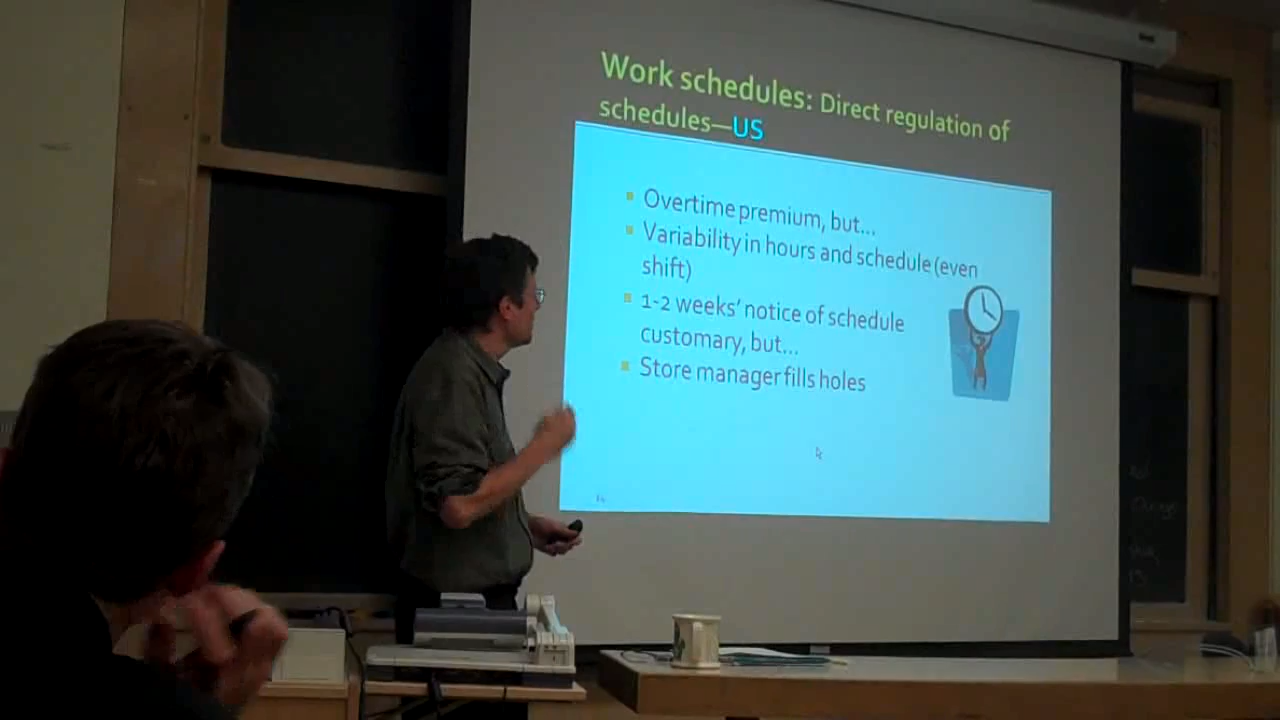 Work schedules: Direct regulation of
schedules—US
Overtime premium, but...
Variability in hours and schedule (even
shift)
1-2 weeks' notice of schedule
customary, but...
Store manager fills holes